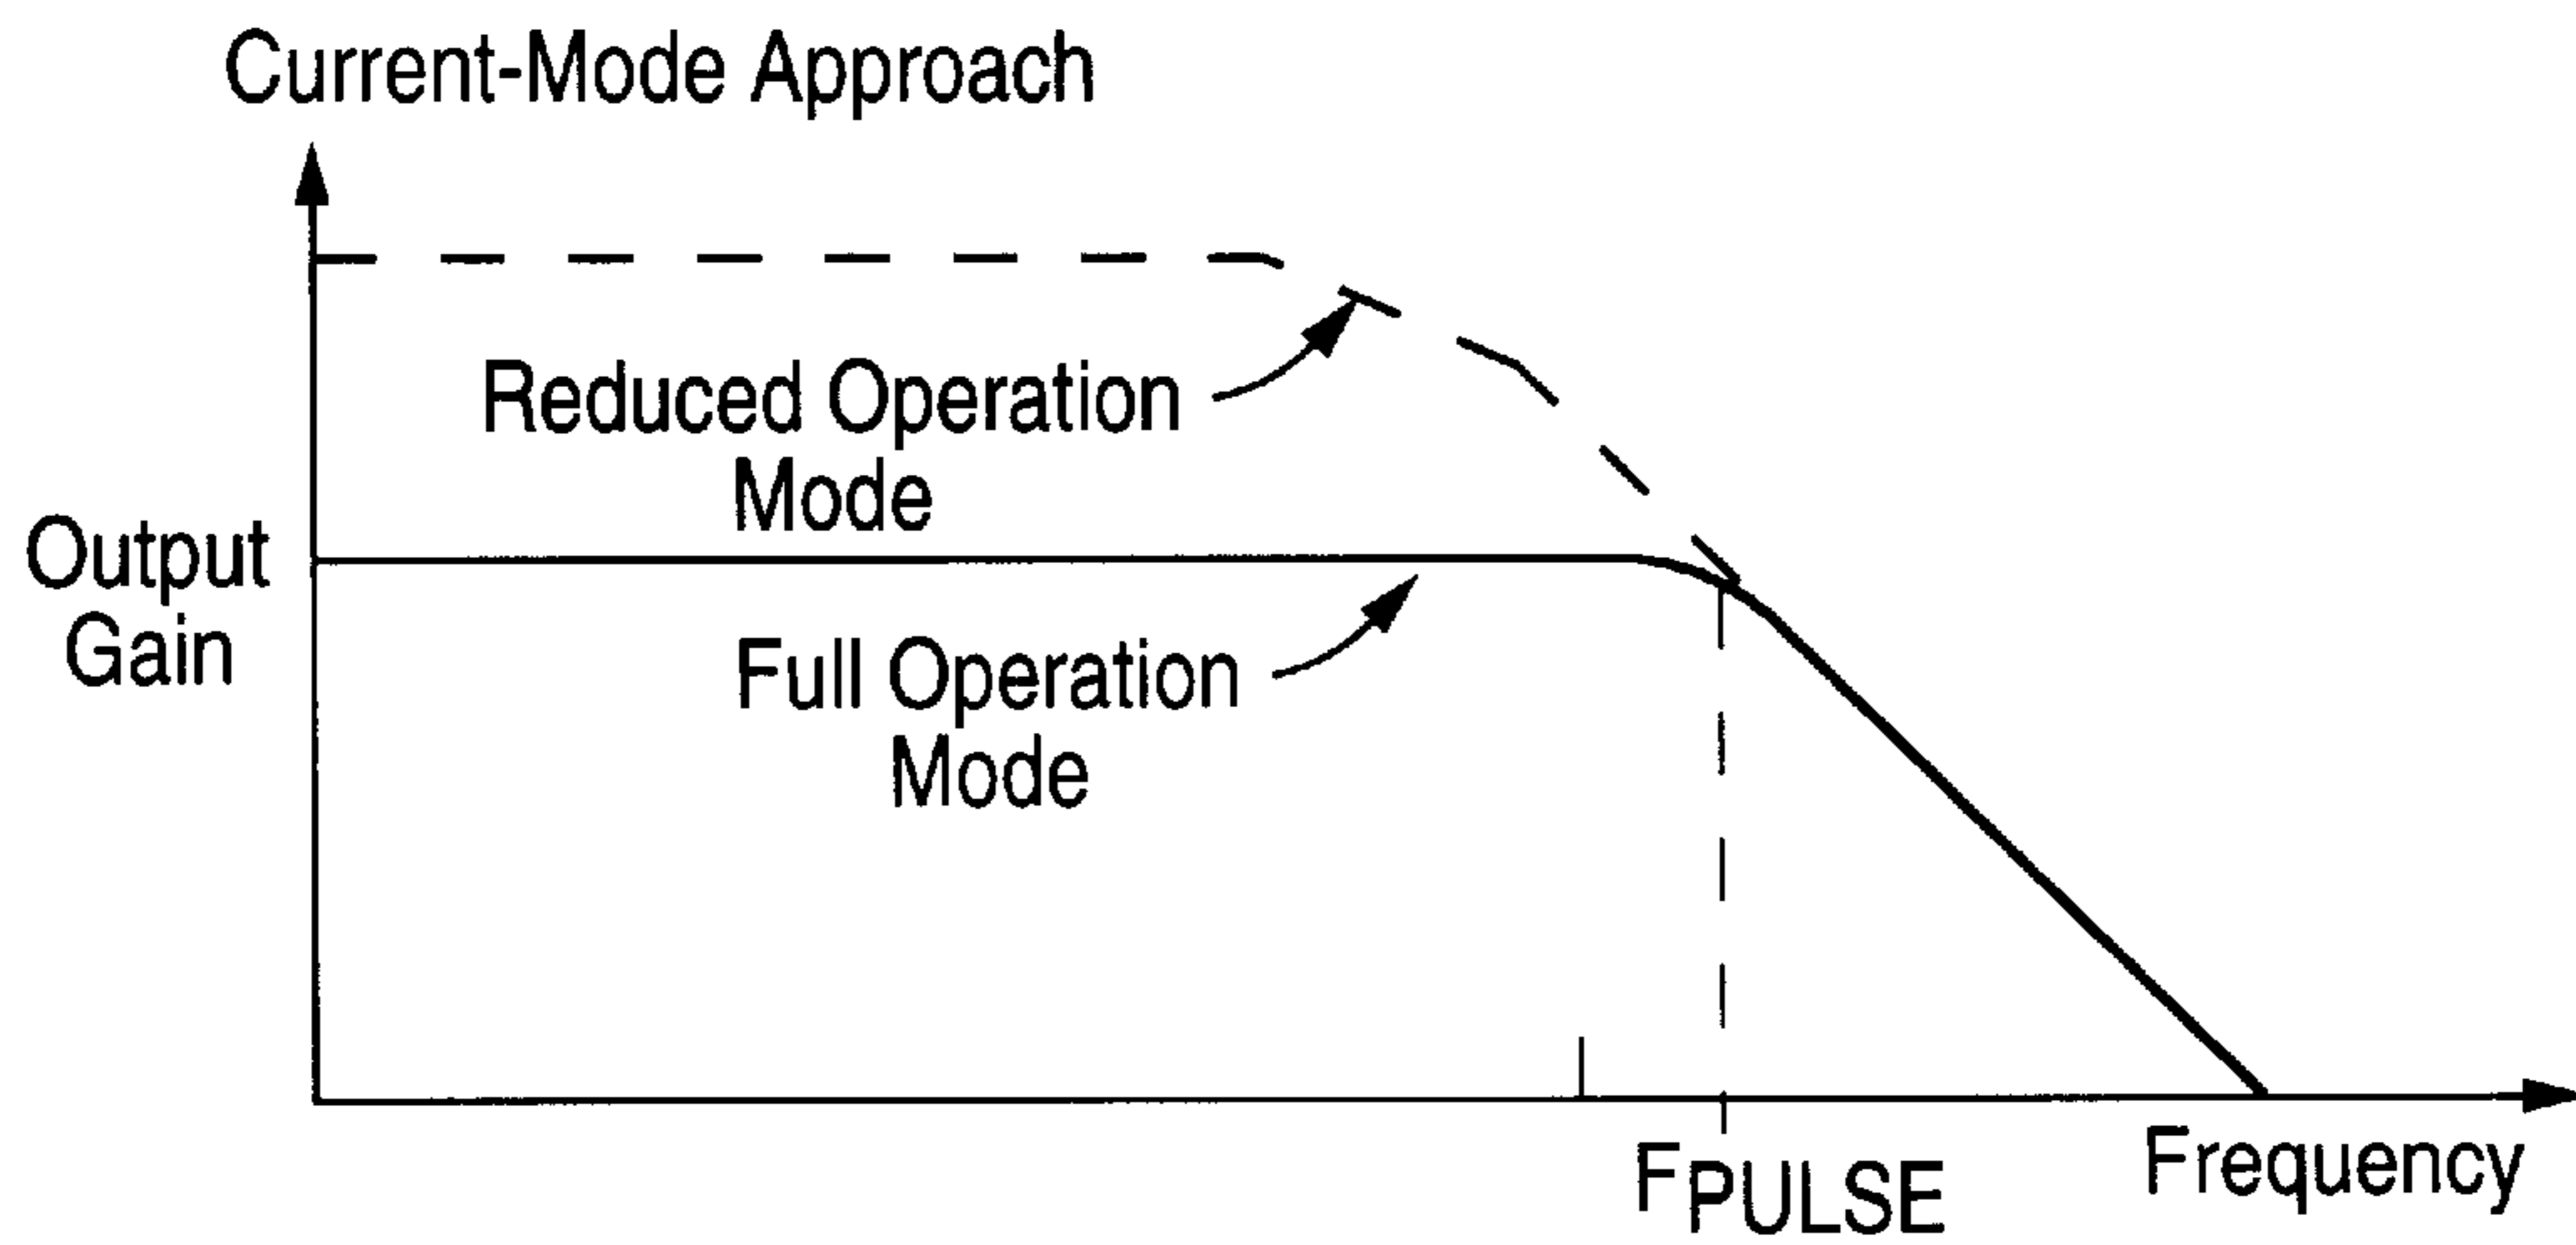 Current-Mode Approach
Reduced Operation
Mode
Output
Gain
Full Operation
Mode
FPULSE
Frequency